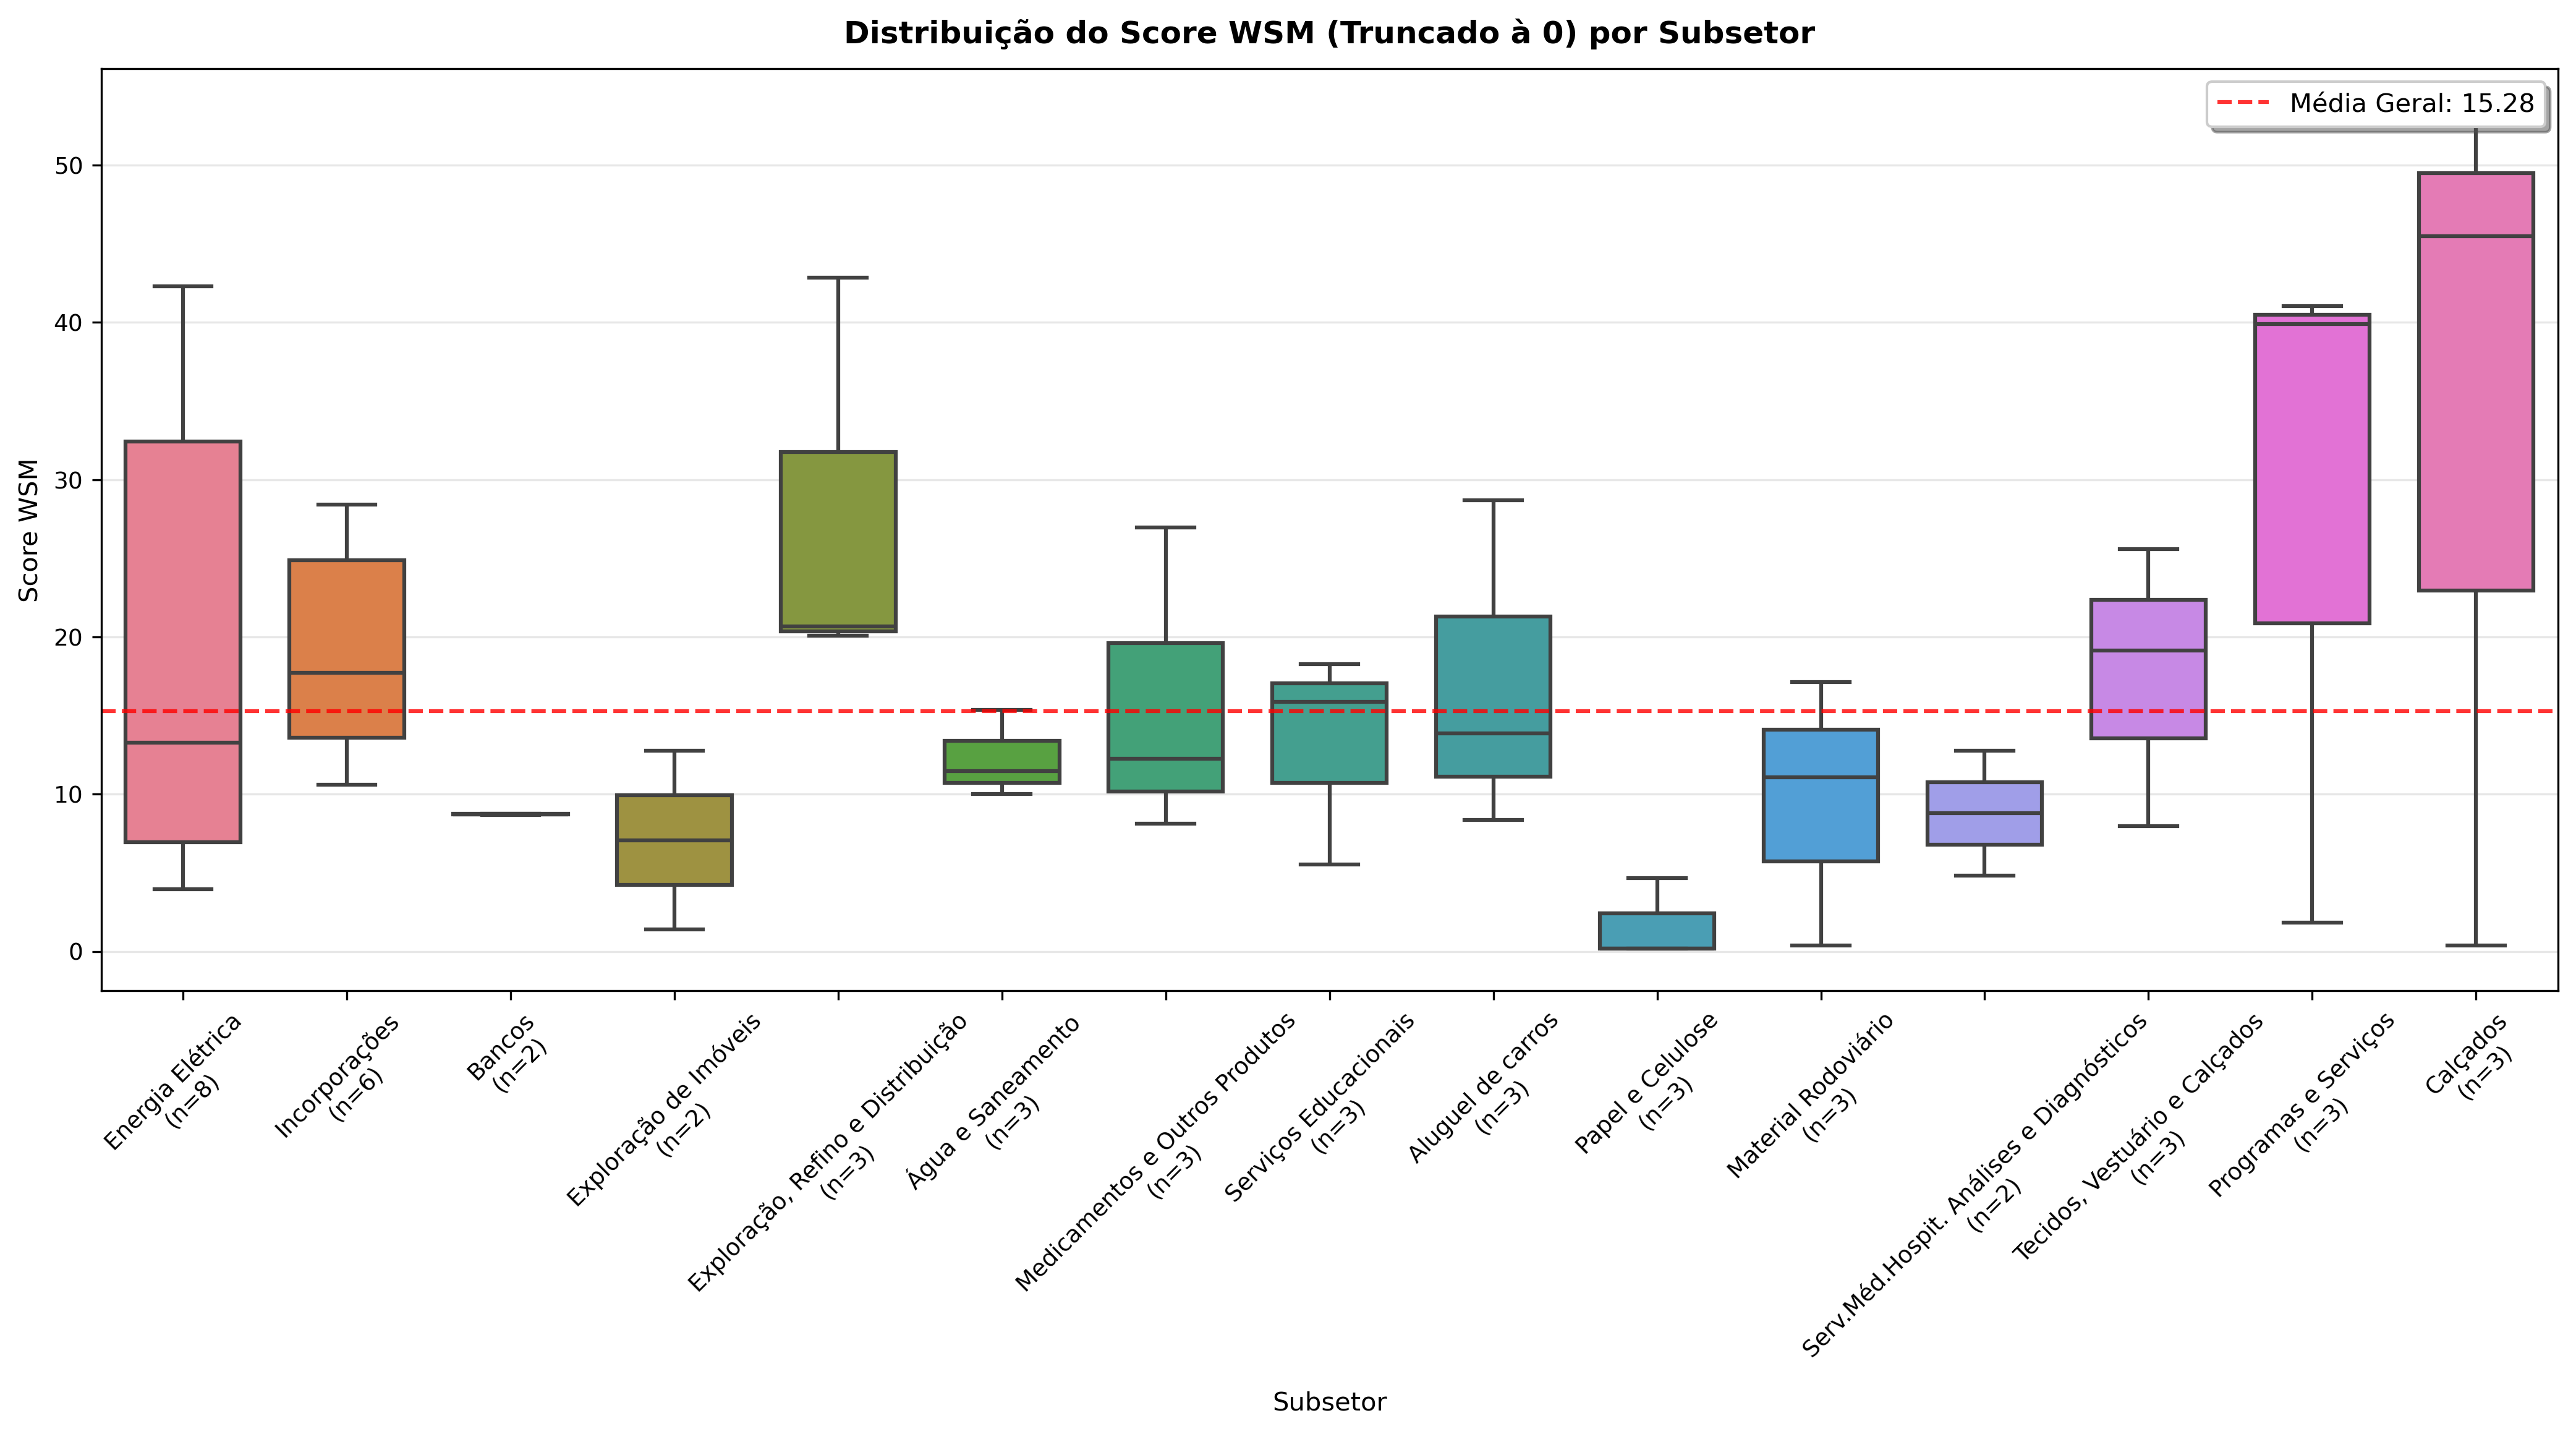 Distribuição do Score WSM (Truncado à 0) por Subsetor
Média Geral: 15.28
Score WSM
50
40
30
20
10
0
Energia Elétrica
(n=8)
Incorporações
(n=6)
Bancos
(n=2)
Exploração de Imóveis
(n=2)
Exploração, Refino e Distribuição
(n=3)
Água e Saneamento
(n=3)
Medicamentos e Outros Produtos
(n=3)
Serviços Educacionais
(n=3)
Aluguel de carros
(n=3)
Papel e Celulose
(n=3)
Material Rodoviário
(n=3)
Serv.Méd.Hospit. Análises e Diagnósticos
(n=2)
Tecidos, Vestuário e Calçados
(n=3)
Programas e Serviços
(n=3)
Calçados
(n=3)
Subsetor